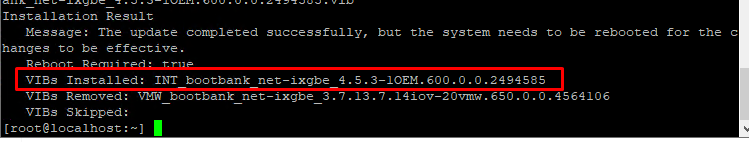 ank_net-ixgbe_4.5.3-1OEM.600.0.0.2494585.vib
Installation Result
Message: The update completed successfully, but the system needs to be rebooted for the c
hanges to be effective.
Reboot Required: true
VIBs Installed: INT_bootbank_net-ixgbe_4.5.3-1OEM.600.0.0.2494585
VIBs Removed: VMW_bootbank_net-ixgbe_3.7.13.7.14iov-20vmw.650.0.0.4564106
VIBs Skipped:
[root@localhost:~]